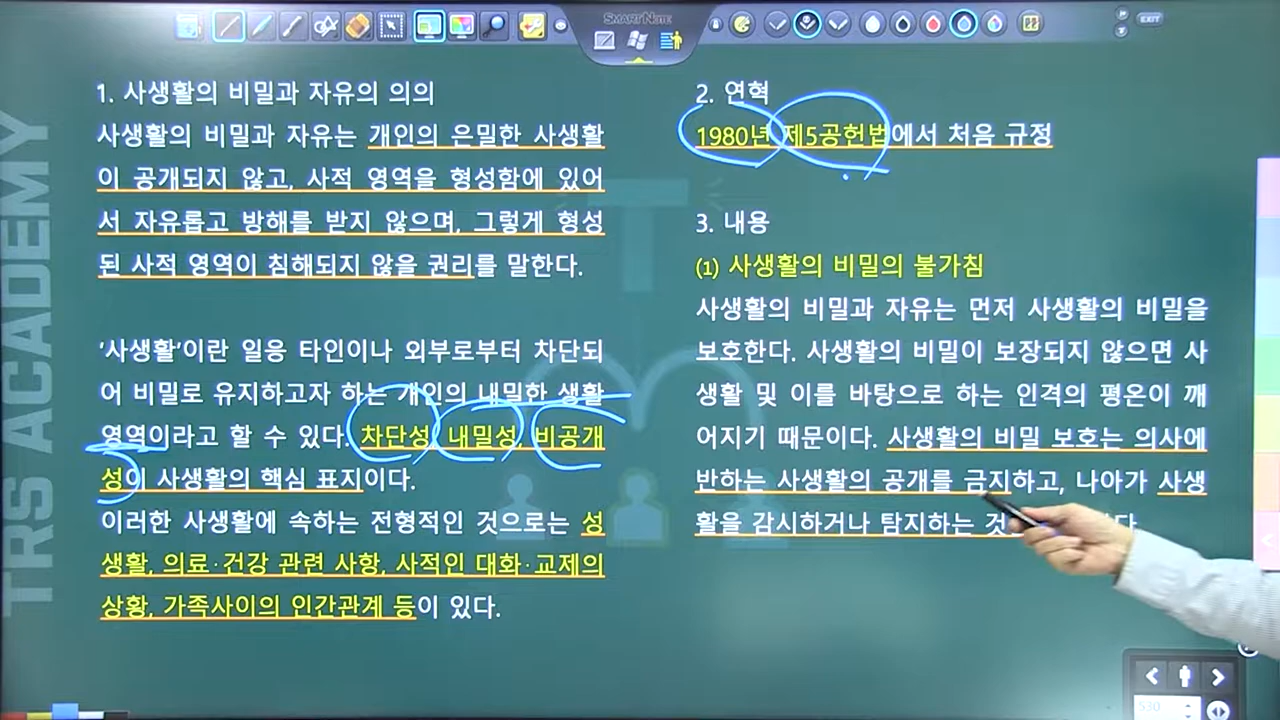 SMARTNOTE
EXIT
TRS ACADEMY
1. 사생활의 비밀과 자유의 의의
사생활의 비밀과 자유는 개인의 은밀한 사생활
이 공개되지 않고, 사적 영역을 형성함에 있어
서 자유롭고 방해를 받지 않으며, 그렇게 형성
된 사적 영역이 침해되지 않을 권리를 말한다.
'사생활'이란 일응 타인이나 외부로부터 차단되
어 비밀로 유지하고자 하는 개인의 내밀한 생활
영역이라고 할 수 있다. 차단성, 내밀성, 비공개
성이 사생활의 핵심 표지이다.
이러한 사생활에 속하는 전형적인 것으로는 성
생활, 의료·건강 관련 사항, 사적인 대화·교제의
상황, 가족사이의 인간관계 등이 있다.
2. 연혁
1980년 제5공헌법에서 처음 규정
3. 내용
(1) 사생활의 비밀의 불가침
사생활의 비밀과 자유는 먼저 사생활의 비밀을
보호한다. 사생활의 비밀이 보장되지 않으면 사
생활 및 이를 바탕으로 하는 인격의 평온이 깨
어지기 때문이다. 사생활의 비밀 보호는 의사에
반하는 사생활의 공개를 금지하고, 나아가 사생
활을 감시하거나 탐지하는
530